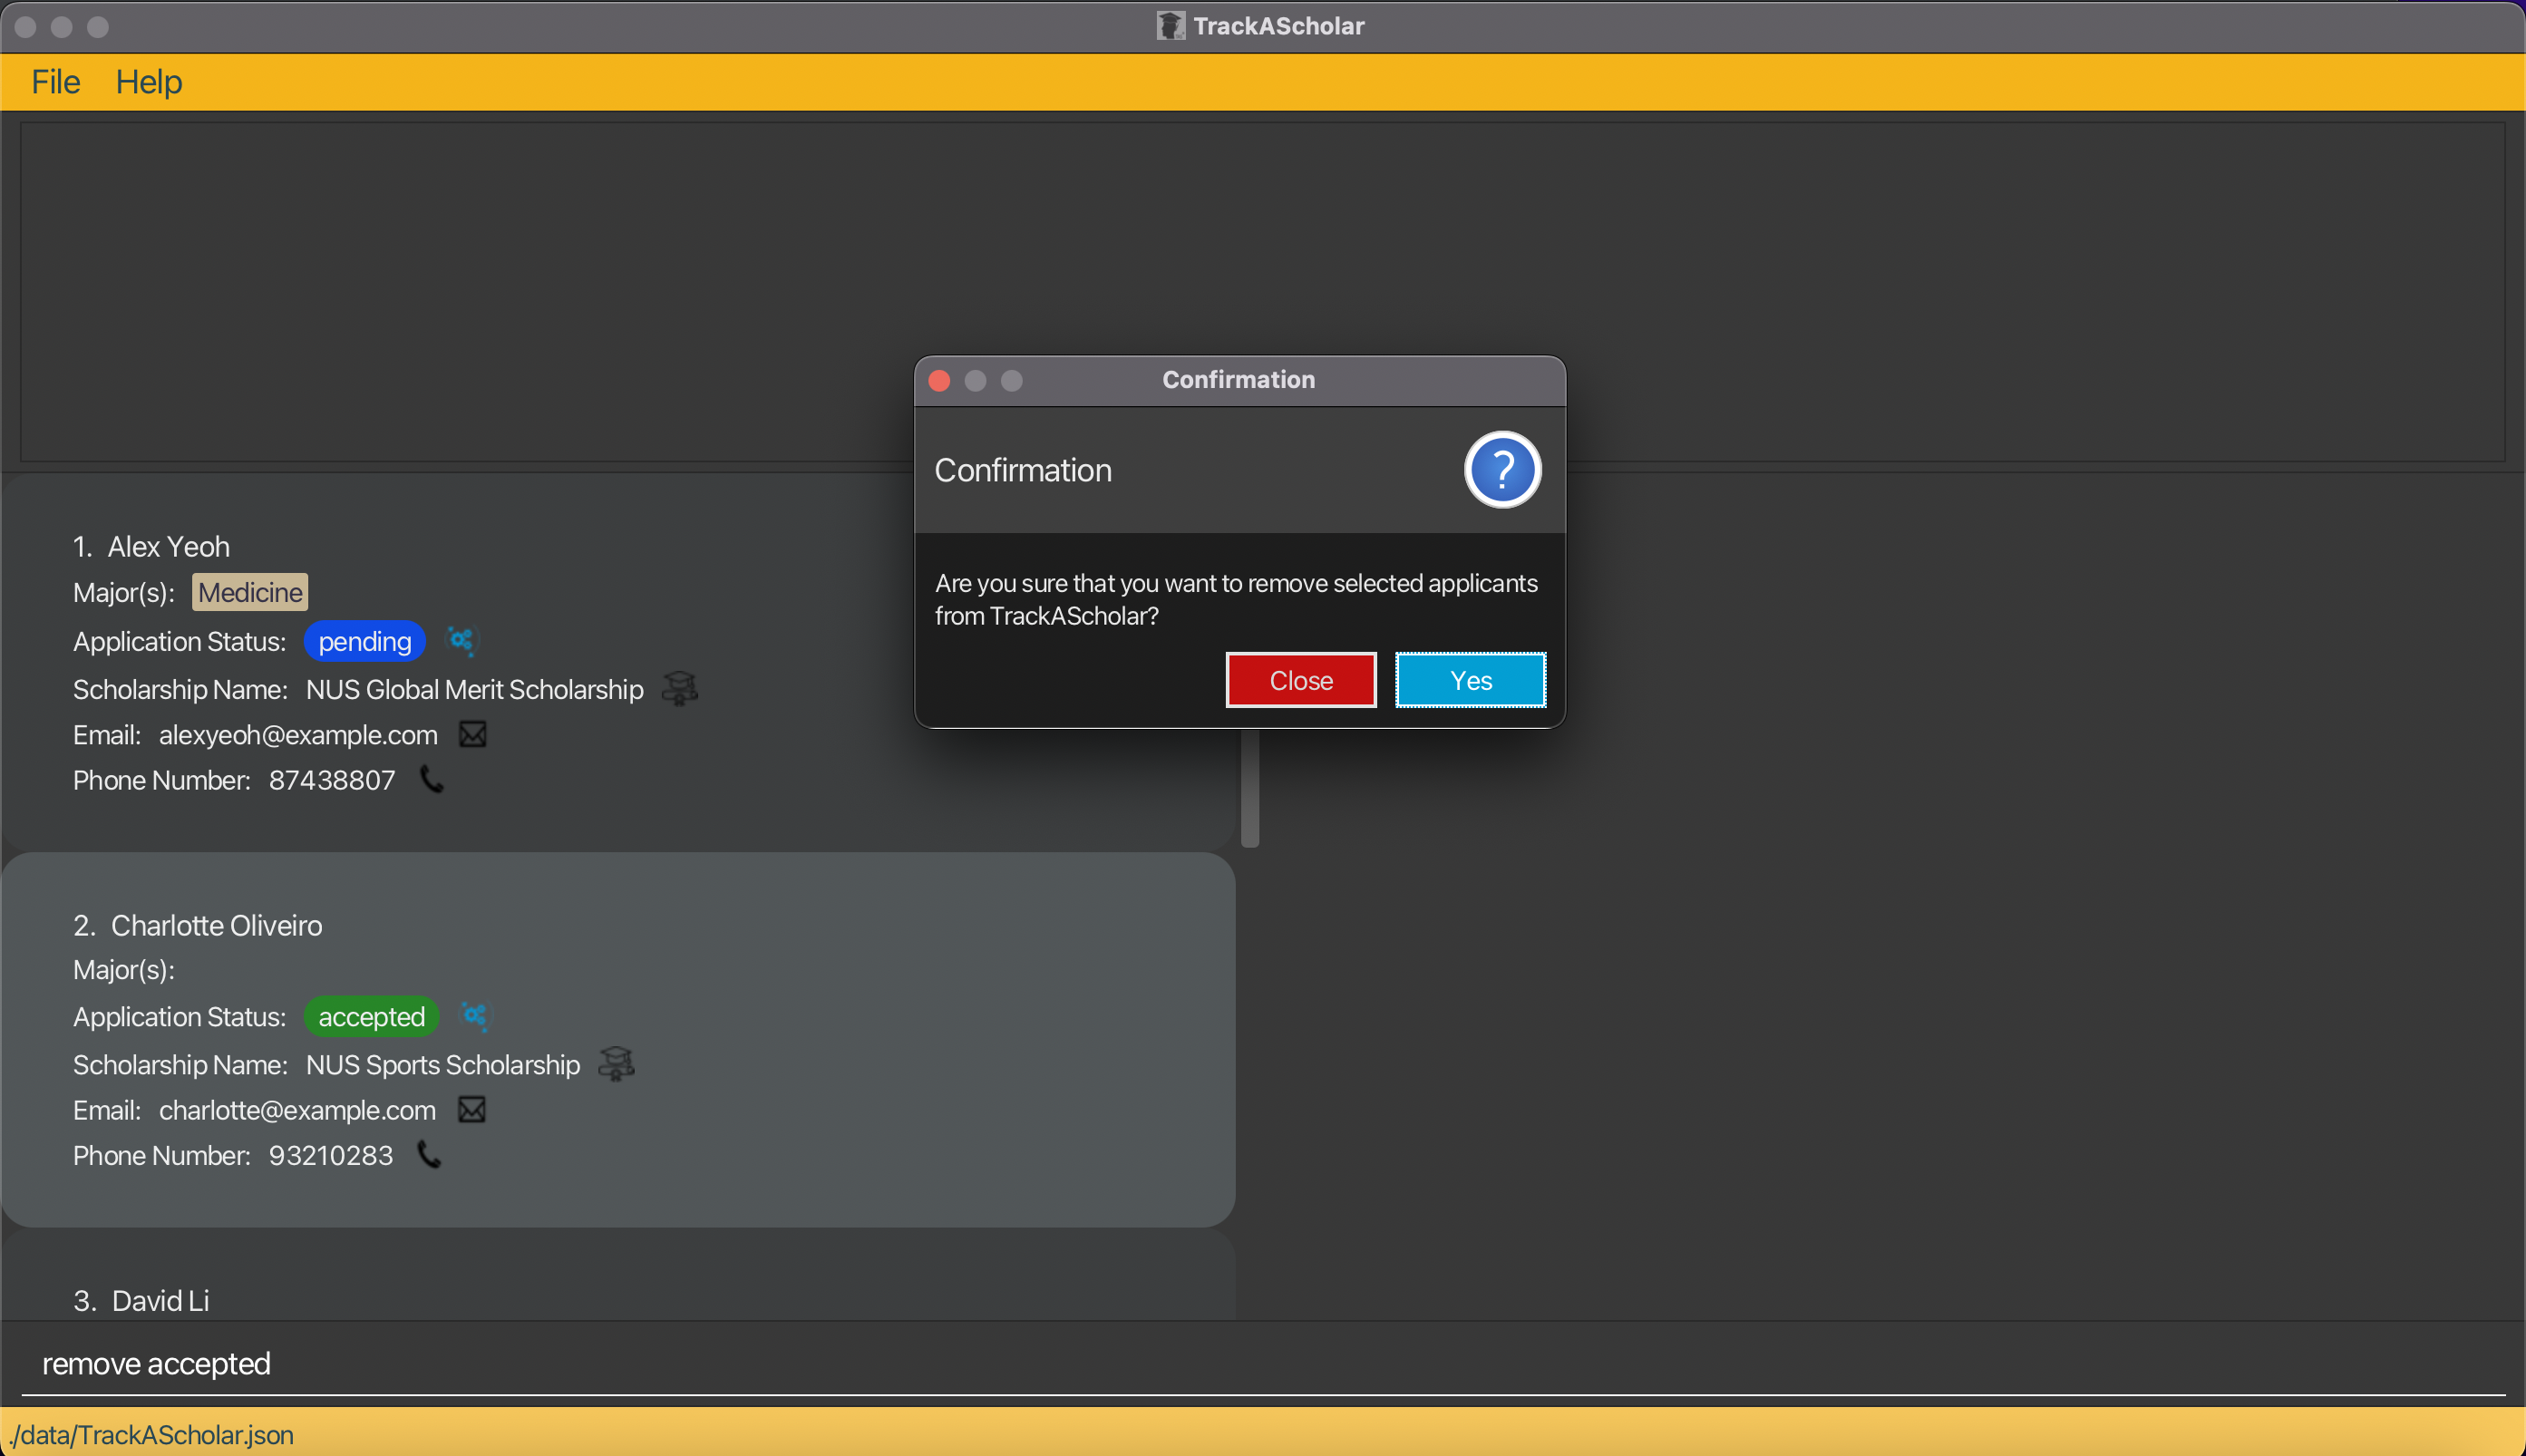 TrackAScholar
File Help
Confirmation
Confirmation
?
Are you sure that you want to remove selected applicants
from TrackAScholar?
Close Yes
1. Alex Yeoh
Major(s): Medicine
Application Status: pending
Scholarship Name: NUS Global Merit Scholarship
Email: alexyeoh@example.com
Phone Number: 87438807
2. Charlotte Oliveiro
Major(s):
Application Status: accepted
Scholarship Name: NUS Sports Scholarship
Email: charlotte@example.com
Phone Number: 93210283
3. David Li
remove accepted
./data/TrackAScholar.json